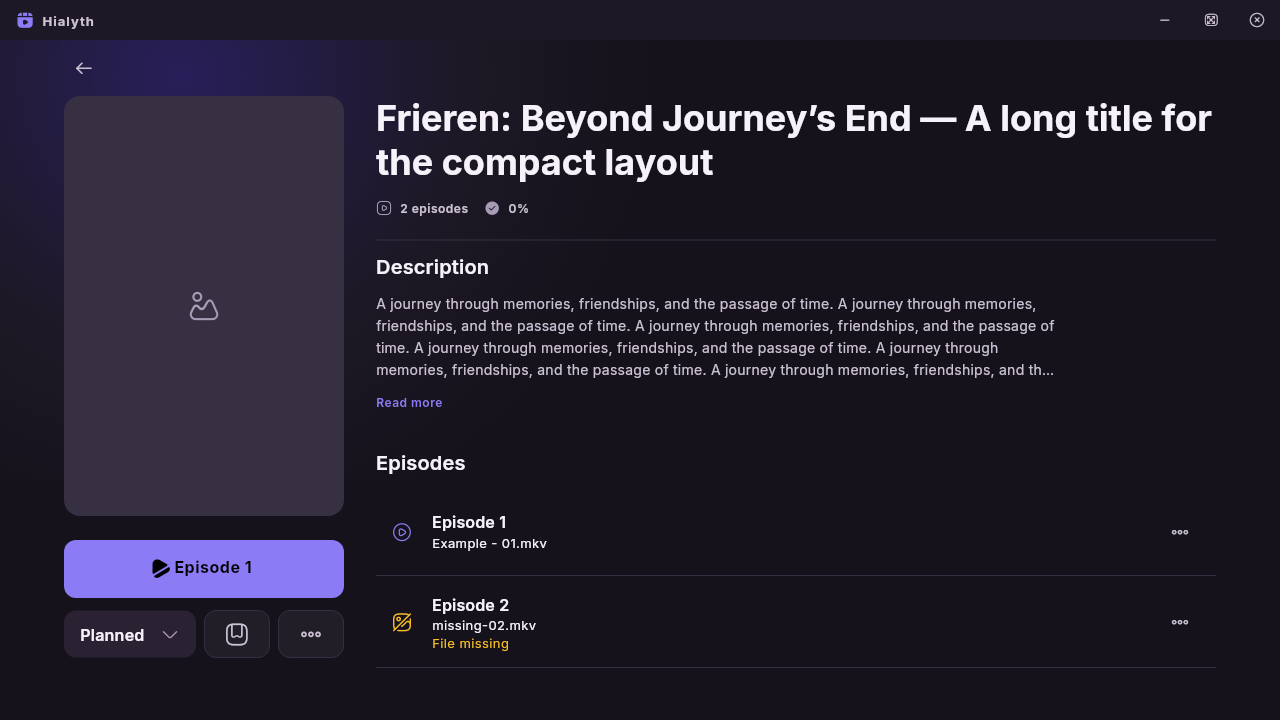 Hialyth
Frieren: Beyond Journey’s End — A long title for
the compact layout
2 episodes 0%
Description
A journey through memories, friendships, and the passage of time. A journey through memories,
friendships, and the passage of time. A journey through memories, friendships, and the passage of
time. A journey through memories, friendships, and the passage of time. A journey through
memories, friendships, and the passage of time. A journey through memories, friendships, and th...
Read more
Episodes
Episode 1
Example - 01.mkv
Episode 2
missing-02.mkv
File missing
Episode 1
Planned